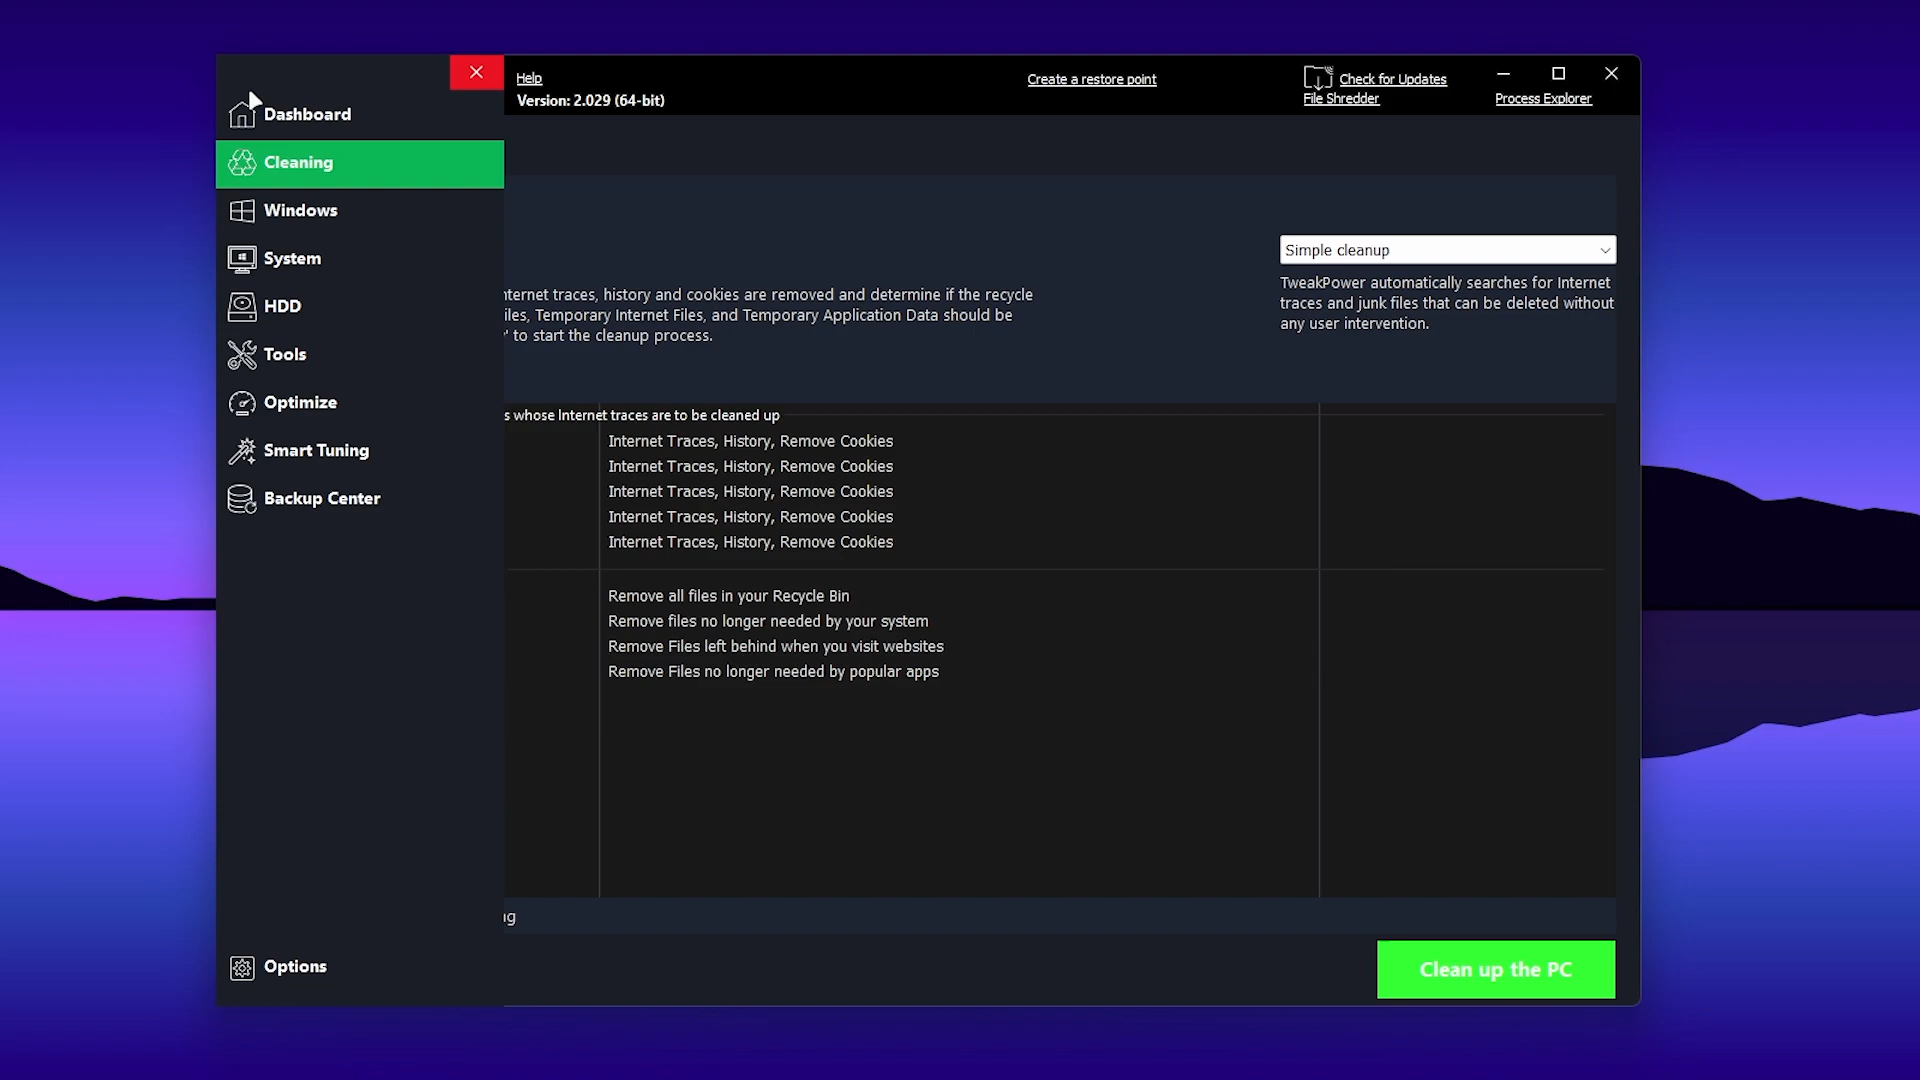 Help
Version: 2.029 (64-bit)
Create a restore point
Check for Updates
File Shredder
Process Explorer
Dashboard
Cleaning
Windows
System
HDD
Tools
Optimize
Smart Tuning
Backup Center
Options
Simple cleanup
TweakPower automatically searches for Internet
traces and junk files that can be deleted without
any user intervention.
nternet traces, history and cookies are removed and determine if the recycle
iles, Temporary Internet Files, and Temporary Application Data should be
' to start the cleanup process.
s whose Internet traces are to be cleaned up
Internet Traces, History, Remove Cookies
Internet Traces, History, Remove Cookies
Internet Traces, History, Remove Cookies
Internet Traces, History, Remove Cookies
Internet Traces, History, Remove Cookies
Remove all files in your Recycle Bin
Remove files no longer needed by your system
Remove Files left behind when you visit websites
Remove Files no longer needed by popular apps
g
Clean up the PC